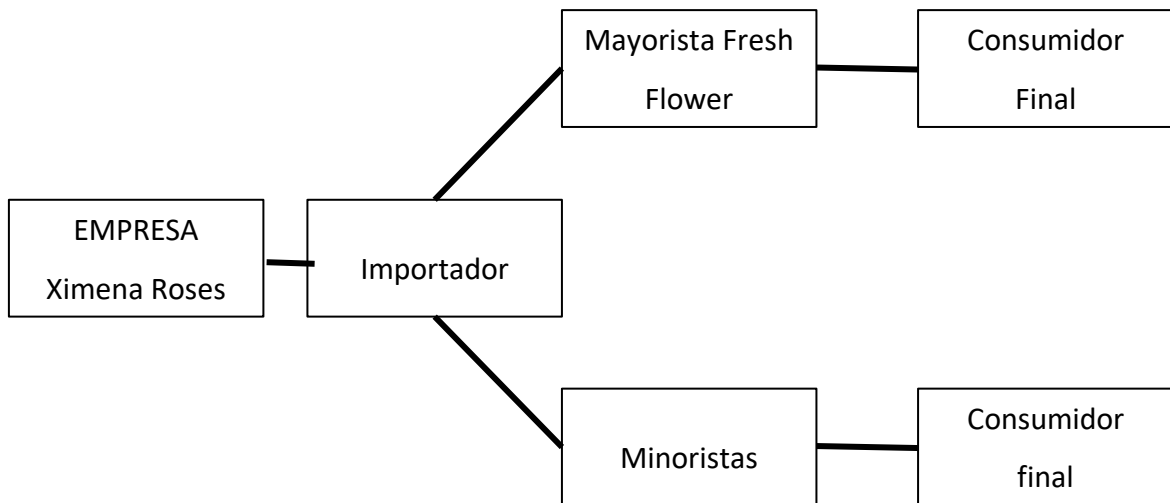 Mayorista Fresh
Flower
Consumidor
Final
EMPRESA
Ximena Roses
Importador
Minoristas
Consumidor
final